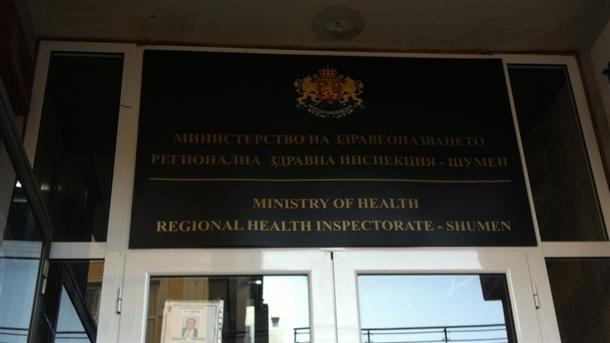 МИНИСТЕРСТВО НА ЗДРАВЕОПАЗВАНЕТО
РЕГИОНАЛНА ЗДРАВНА ИНСПЕКЦИЯ - ШУМЕН
MINISTRY OF HEALTH
REGIONAL HEALTH INSPECTORATE - SHUMEN